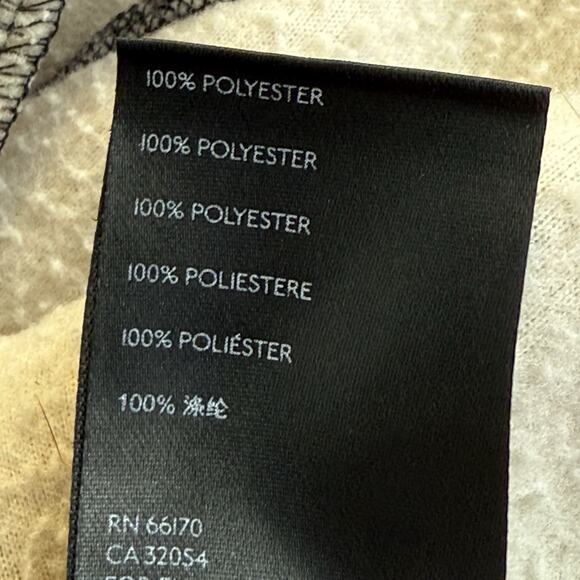 100% POLYESTER
100% POLYESTER
100% POLYESTER
100% POLIESTERE
100% POLIÉSTER
100% 涤纶
RN 66170
CA 32054